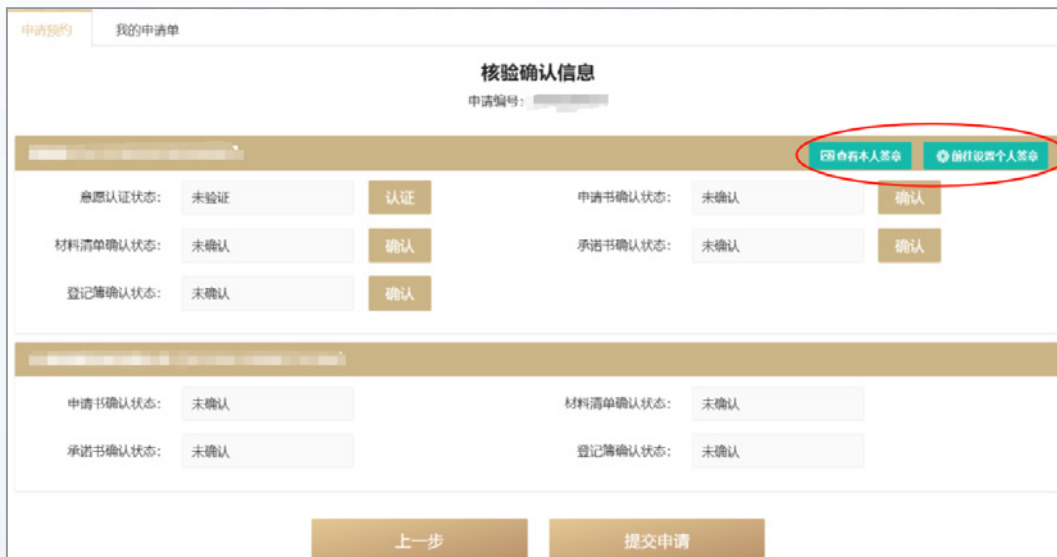 申请预约 我的申请单
核验确认信息
申请编号:
查看本人签章 前往设置个人签章
意愿认证状态: 未验证 认证 申请书确认状态: 未确认 确认
材料清单确认状态: 未确认 确认 承诺书确认状态: 未确认 确认
登记簿确认状态: 未确认 确认
申请书确认状态: 未确认 材料清单确认状态: 未确认
承诺书确认状态: 未确认 登记簿确认状态: 未确认
上一步 提交申请